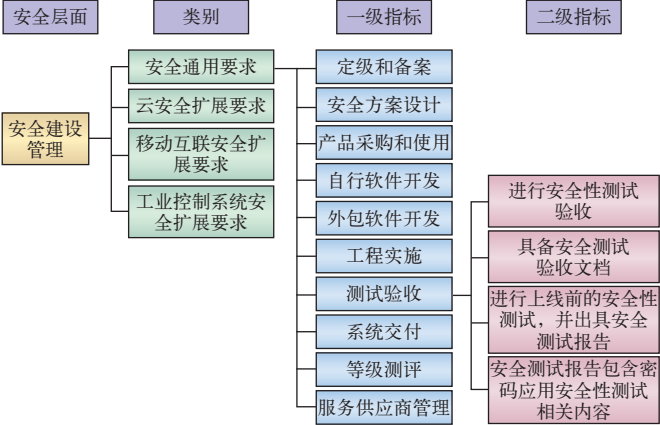 安全层面
类别
一级指标
二级指标
安全建设
管理
安全通用要求
云安全扩展要求
移动互联安全扩
展要求
工业控制系统安
全扩展要求
定级和备案
安全方案设计
产品采购和使用
自行软件开发
外包软件开发
工程实施
测试验收
系统交付
等级测评
服务供应商管理
进行安全性测试
验收
具备安全测试
验收文档
进行上线前的安全性
测试，并出具安全
测试报告
安全测试报告包含密
码应用安全性测试
相关内容